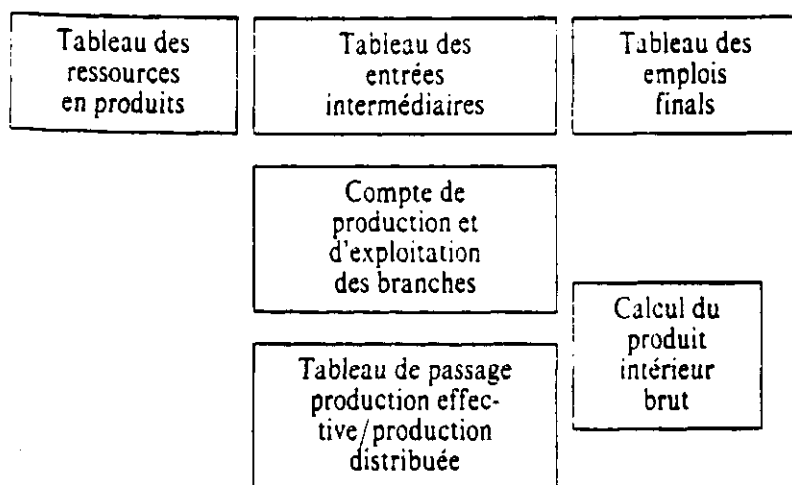 Tableau des
ressources
en produits
Tableau des
entrées
intermédiaires
Tableau des
emplois
finals
Compte de
production et
d'exploitation
des branches
Calcul du
produit
intérieur
brut
Tableau de passage
production effec-
tive/production
distribuée